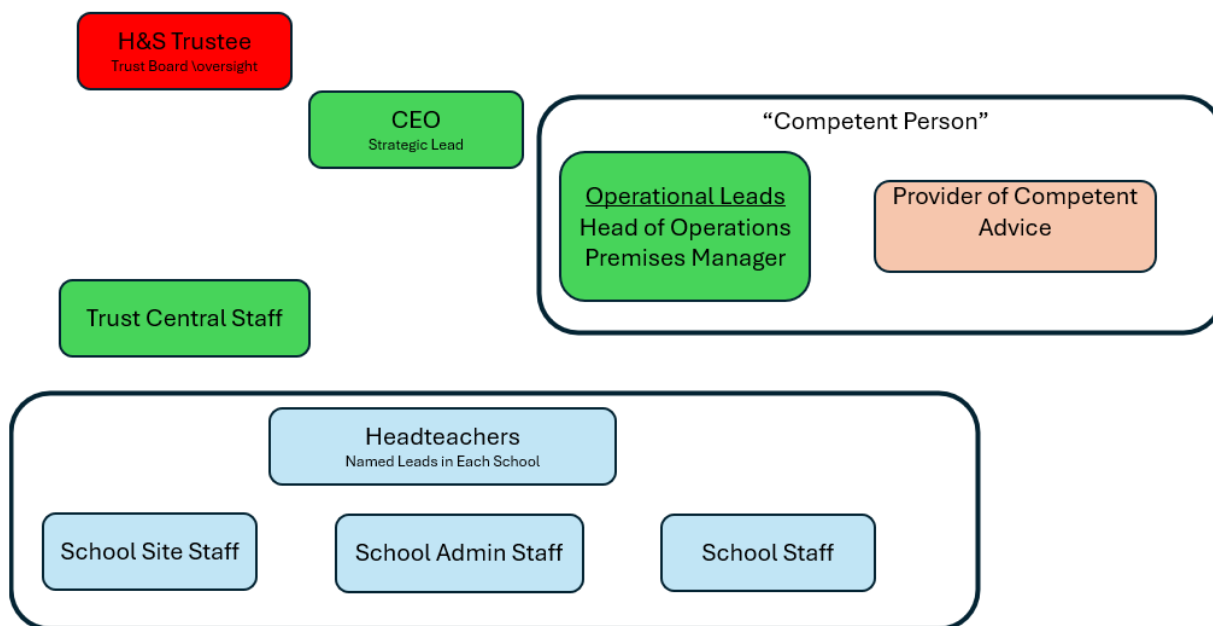 H&S Trustee
Trust Board \oversight
CEO
Strategic Lead
“Competent Person”
Operational Leads
Head of Operations
Premises Manager
Provider of Competent
Advice
Trust Central Staff
Headteachers
Named Leads in Each School
School Site Staff
School Admin Staff
School Staff